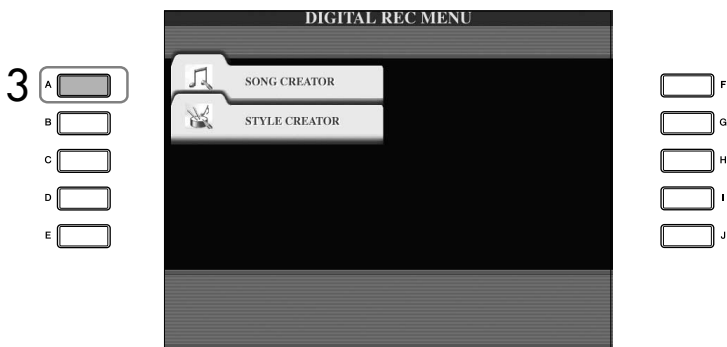 DIGITAL REC MENU
3
A
SONG CREATOR
F
B
STYLE CREATOR
G
C
H
D
I
E
J